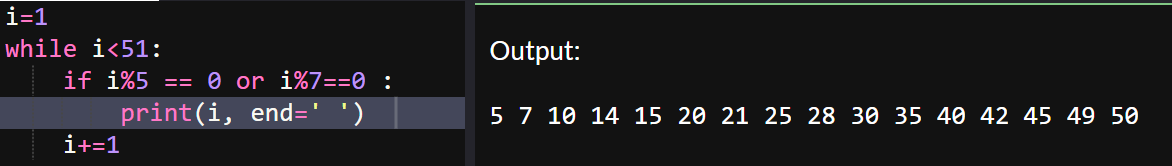 i=1
while i<51:
    if i%5 == 0 or i%7==0 :
        print(i, end=' ')
    i+=1
Output:
5 7 10 14 15 20 21 25 28 30 35 40 42 45 49 50